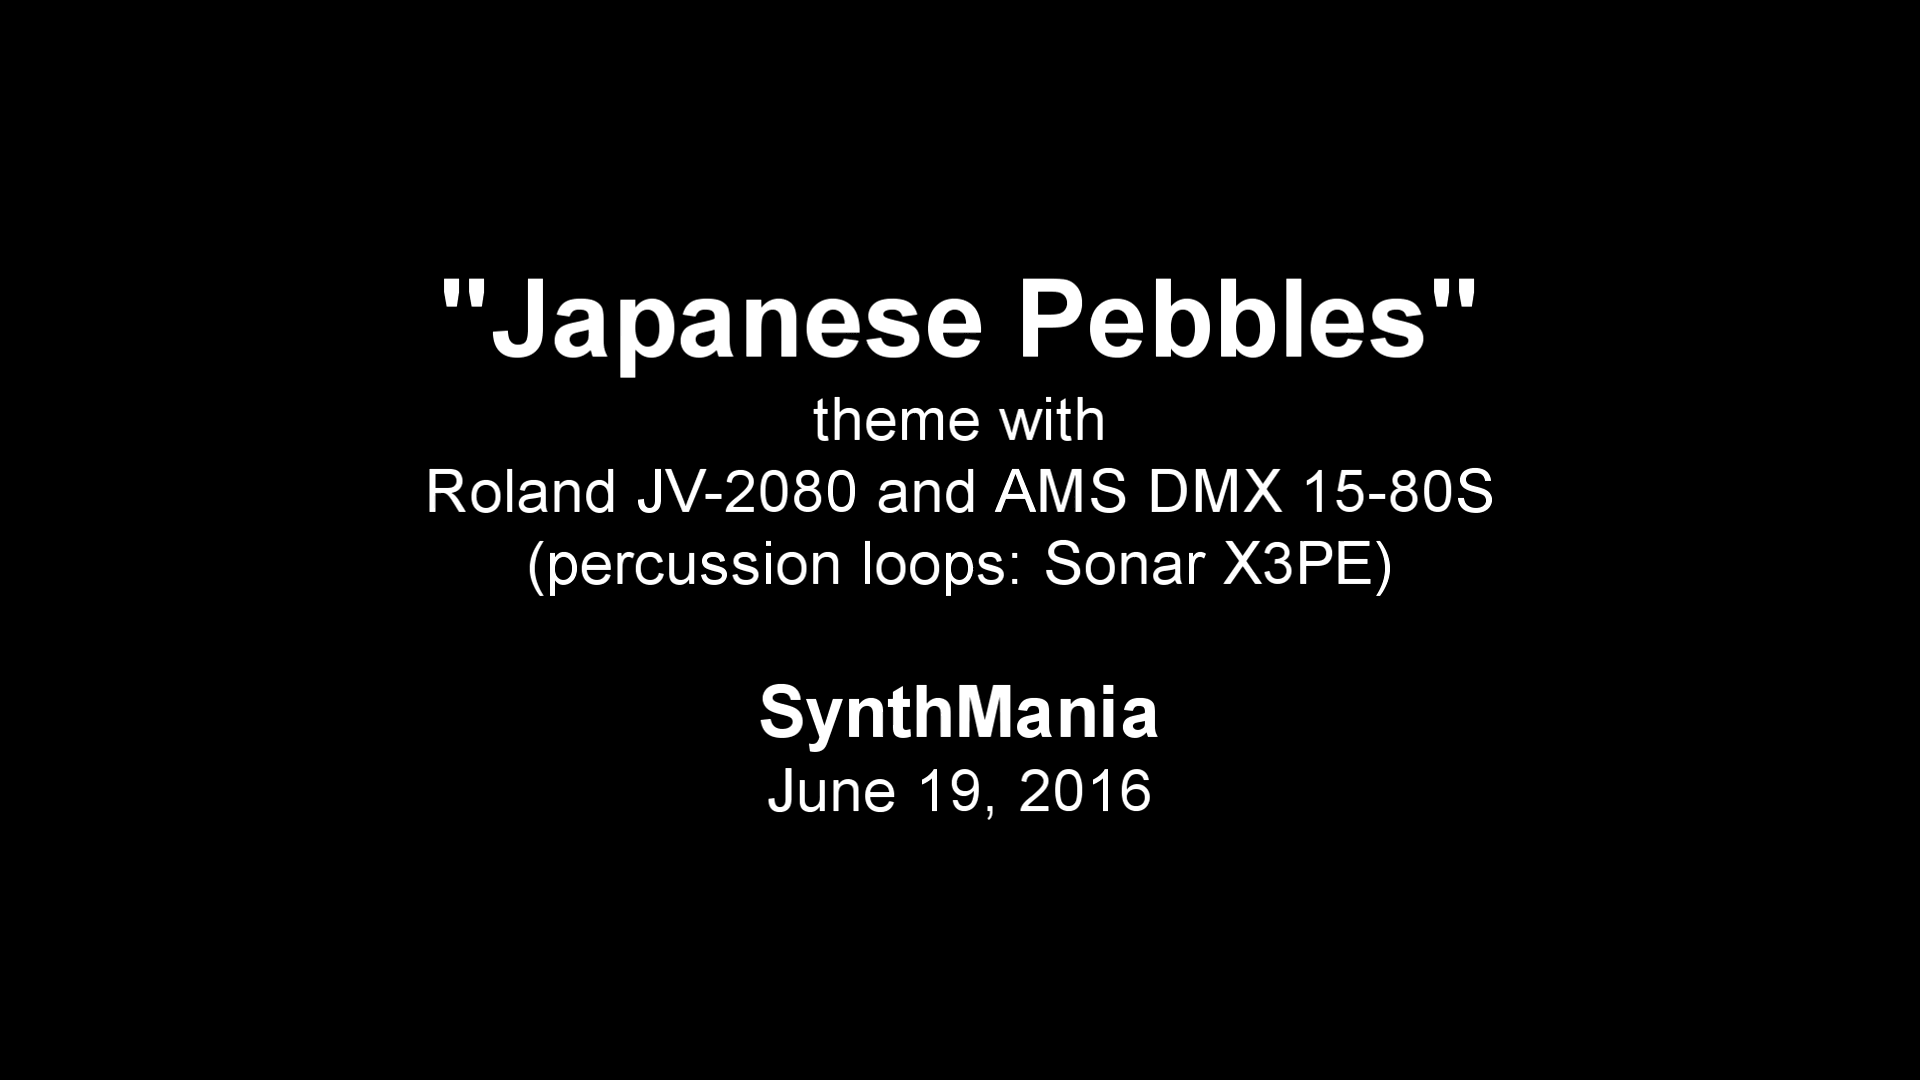 "Japanese Pebbles"
theme with
Roland JV-2080 and AMS DMX 15-80S
(percussion loops: Sonar X3PE)
SynthMania
June 19, 2016